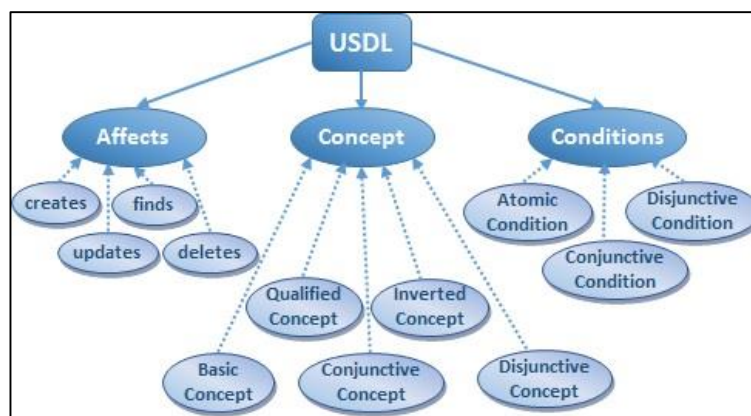 USDL
Affects
Concept
Conditions
creates
finds
updates
deletes
Atomic
Condition
Disjunctive
Condition
Conjunctive
Condition
Qualified
Concept
Inverted
Concept
Basic
Concept
Conjunctive
Concept
Disjunctive
Concept